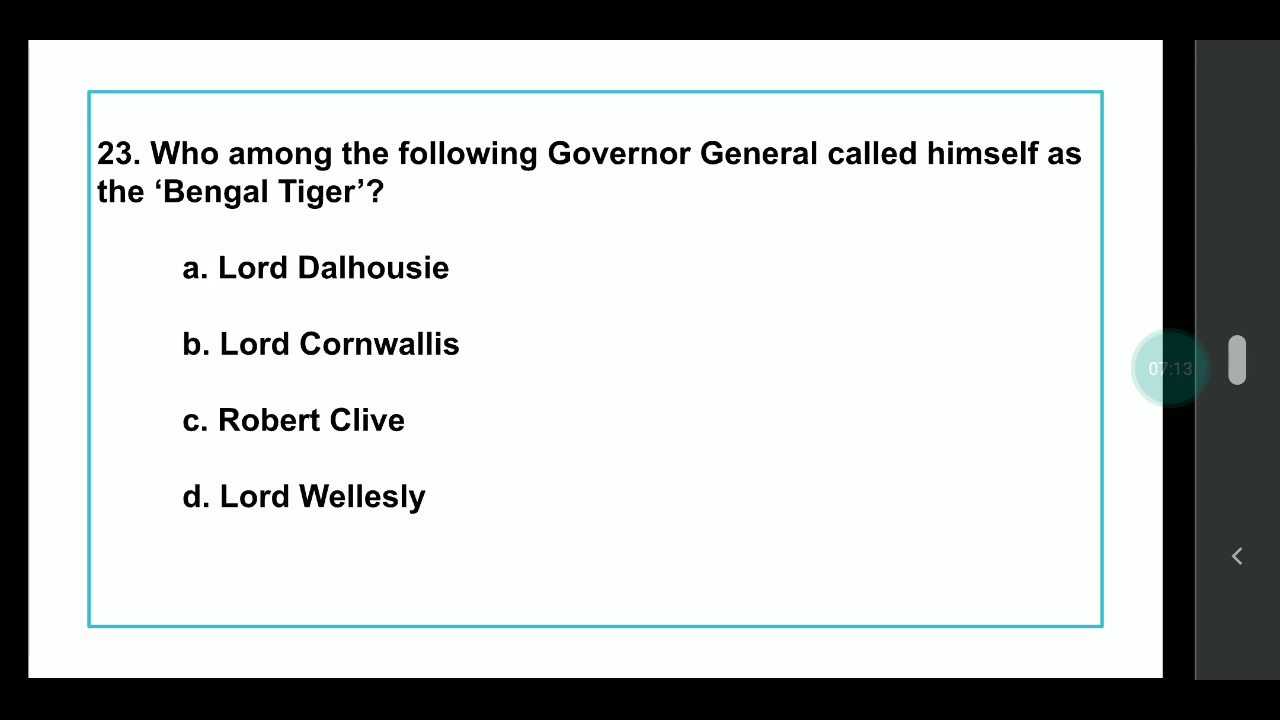 23. Who among the following Governor General called himself as
the ‘Bengal Tiger’?
a. Lord Dalhousie
b. Lord Cornwallis
c. Robert Clive
d. Lord Wellesly
07:13